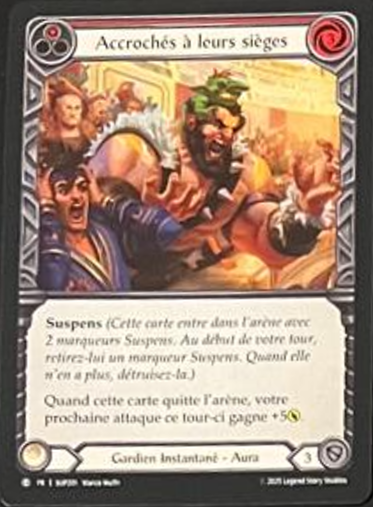 Accrochés à leurs sièges
Suspens (Cette carte entre dans l'arène avec
2 marqueurs Suspens. Au début de votre tour,
retirez-lui un marqueur Suspens. Quand elle
n'en a plus, détruisez-la.)
Quand cette carte quitte l'arène, votre
prochaine attaque ce tour-ci gagne +5
Gardien Instantané - Aura
3
FR SUP201 Marco Wulfr
© 2025 Legend Story Studios